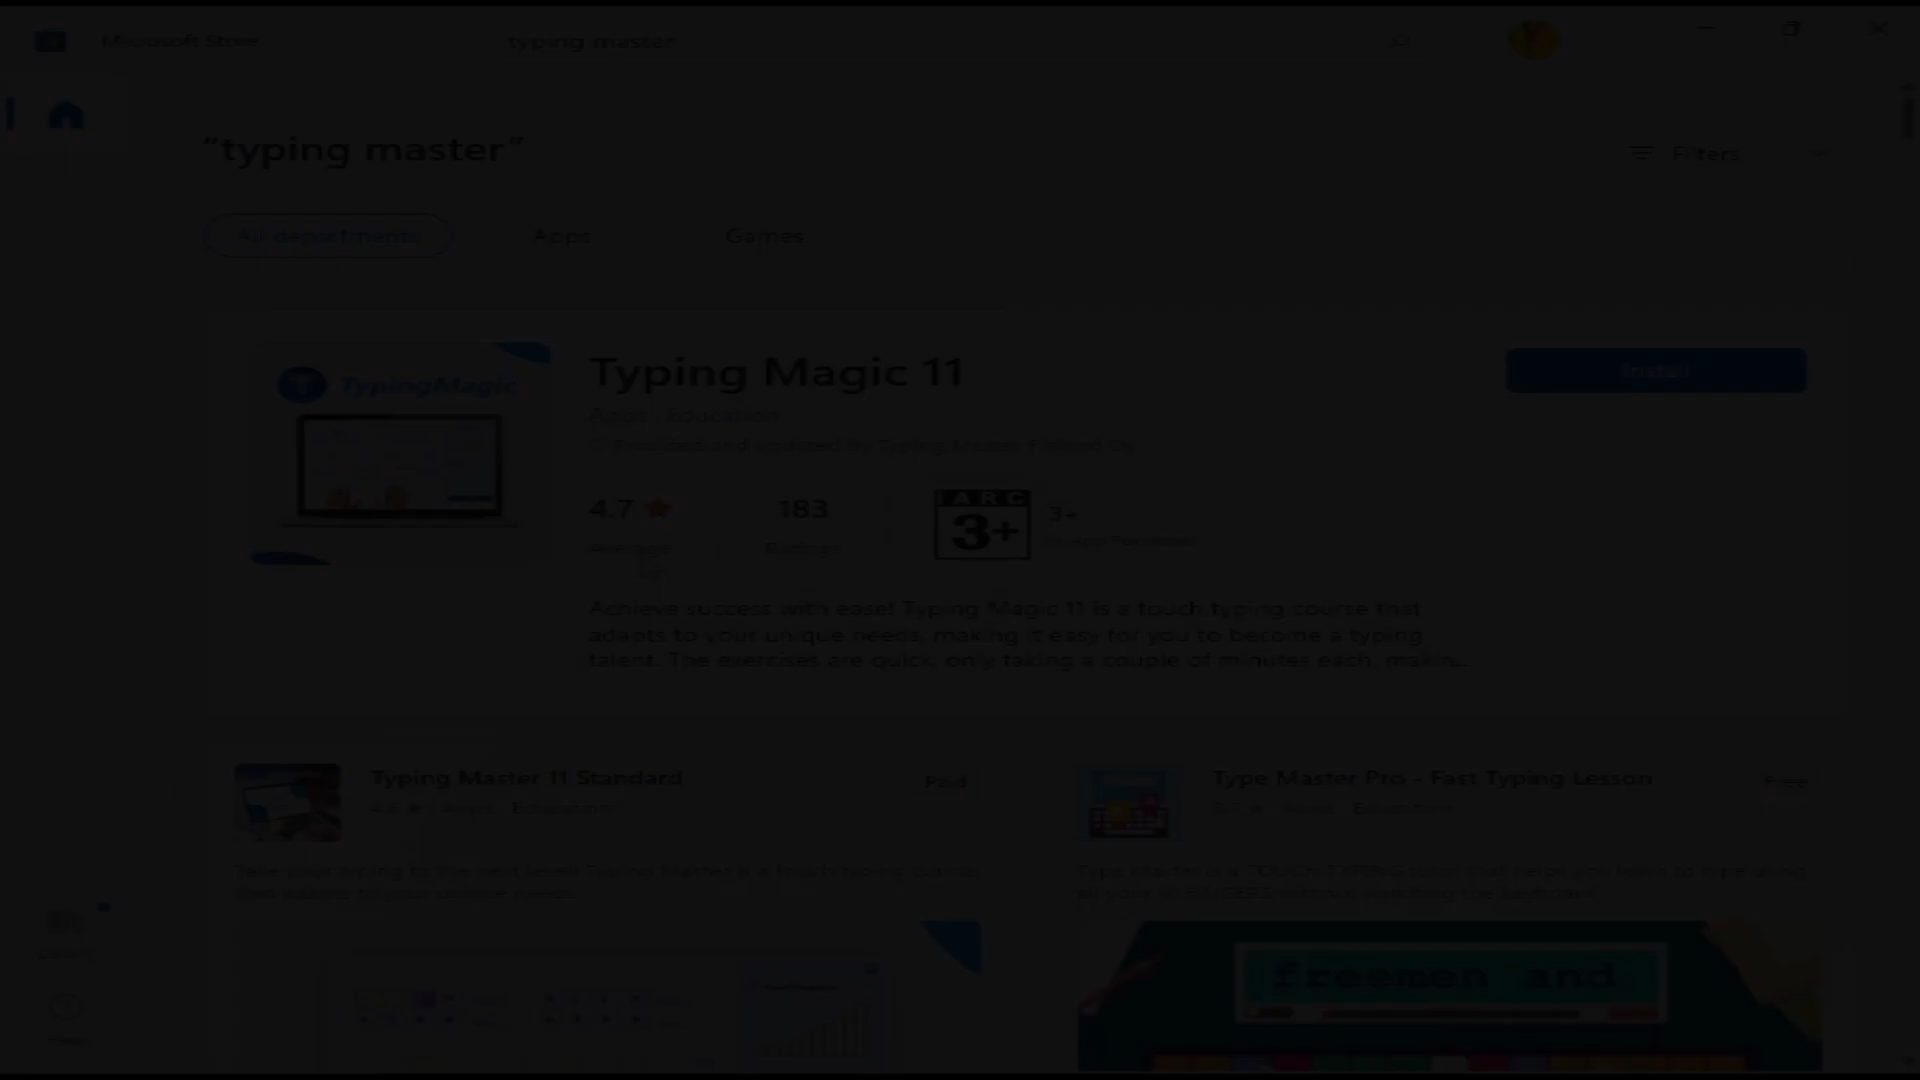 Microsoft Store
typing master
“typing master”
Filters
All departments
Apps
Games
TypingMagic
Typing Magic 11
Install
Apps Education
Provided and updated by Typing Master Finland Oy
4.7 ★
183
IARC
3+
3+
Average
Ratings
Achieve success with ease! Typing Magic 11 is a touch typing course that
adapts to your unique needs, making it easy for you to become a typing
talent. The exercises are quick, only taking a couple of minutes each, makin...
Typing Master 11 Standard
Paid
4.6 ★ Apps Education
Type Master Pro - Fast Typing Lesson
Free
Apps Education
Take your typing to the next level! Typing Master is a touch typing
that adapts to your unique needs.
Type Master is a TOUCH TYPING tutor that helps you learn to type using
all your 10 FINGERS without watching the keyboard.
freemen and
Library
Help